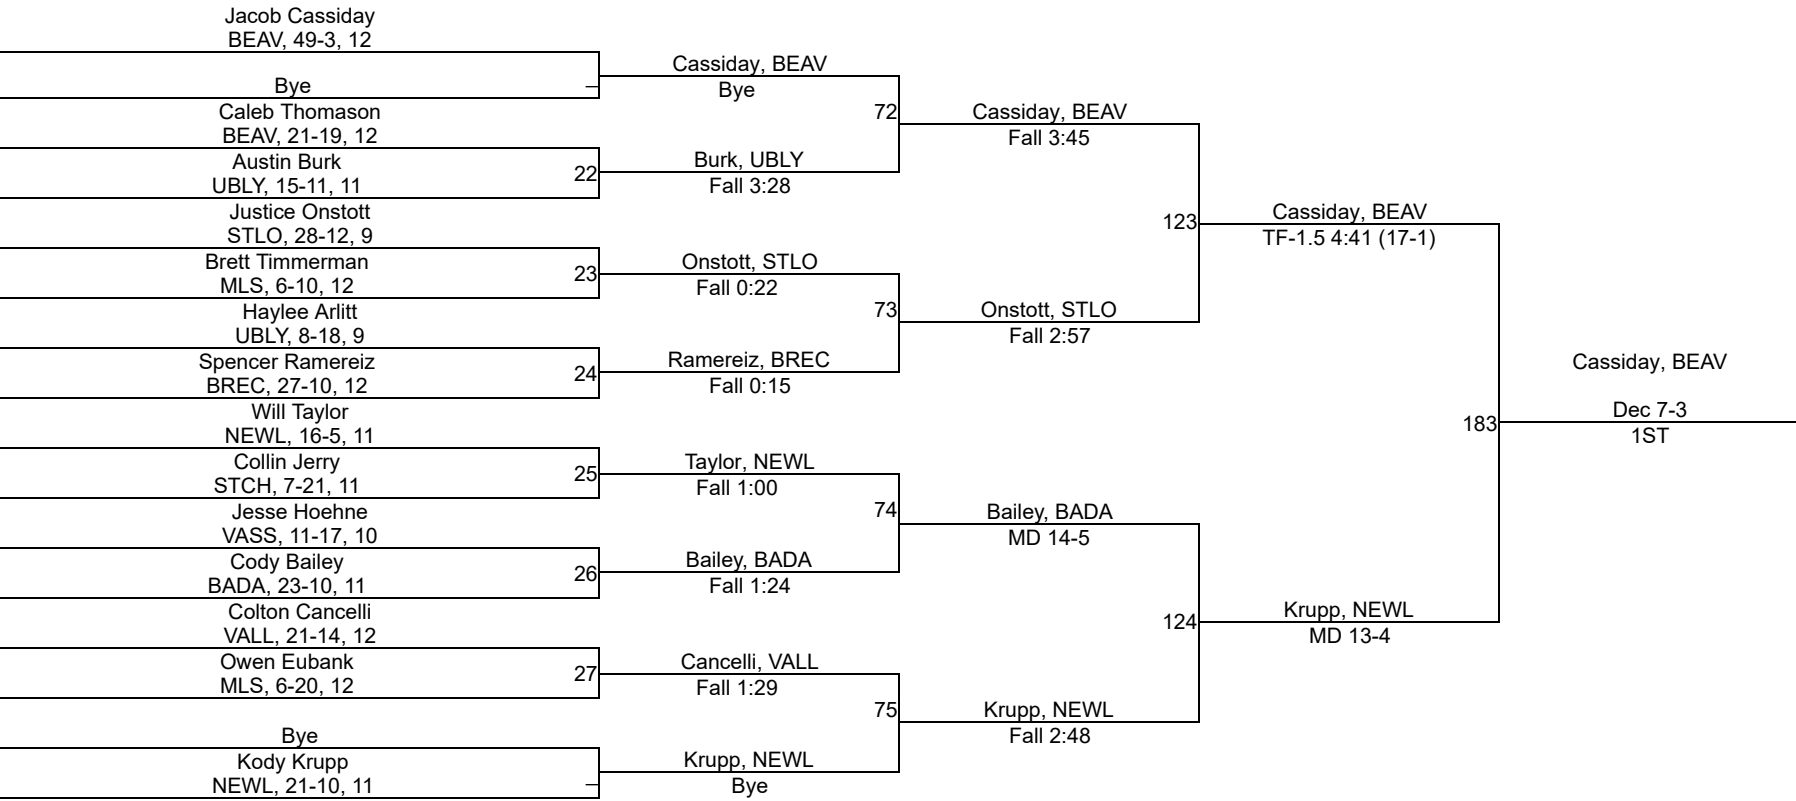 Jacob Cassiday
BEAV, 49-3, 12
Bye
–
Caleb Thomason
BEAV, 21-19, 12
Austin Burk
UBLY, 15-11, 11
22
Justice Onstott
STLO, 28-12, 9
Brett Timmerman
MLS, 6-10, 12
23
Haylee Arlitt
UBLY, 8-18, 9
Spencer Ramereiz
BREC, 27-10, 12
24
Will Taylor
NEWL, 16-5, 11
Collin Jerry
STCH, 7-21, 11
25
Jesse Hoehne
VASS, 11-17, 10
Cody Bailey
BADA, 23-10, 11
26
Colton Cancelli
VALL, 21-14, 12
Owen Eubank
MLS, 6-20, 12
27
Bye
Kody Krupp
NEWL, 21-10, 11
–
Cassiday, BEAV
Bye
72
Burk, UBLY
Fall 3:28
Onstott, STLO
Fall 0:22
73
Ramereiz, BREC
Fall 0:15
Taylor, NEWL
Fall 1:00
74
Bailey, BADA
Fall 1:24
Cancelli, VALL
Fall 1:29
75
Krupp, NEWL
Bye
Cassiday, BEAV
Fall 3:45
123
Onstott, STLO
Fall 2:57
Bailey, BADA
MD 14-5
124
Krupp, NEWL
Fall 2:48
Cassiday, BEAV
TF-1.5 4:41 (17-1)
183
Krupp, NEWL
MD 13-4
Cassiday, BEAV
Dec 7-3
1ST